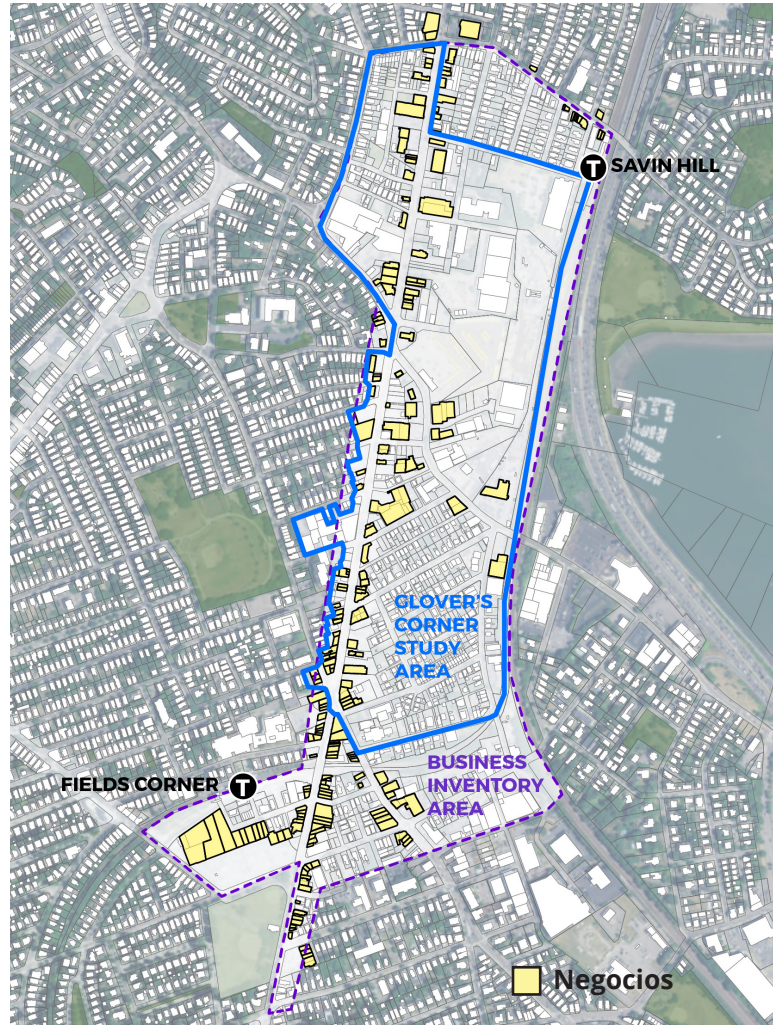 T SAVIN HILL
GLOVER'S
CORNER
STUDY
AREA
BUSINESS
INVENTORY
AREA
FIELDS CORNER T
Negocios